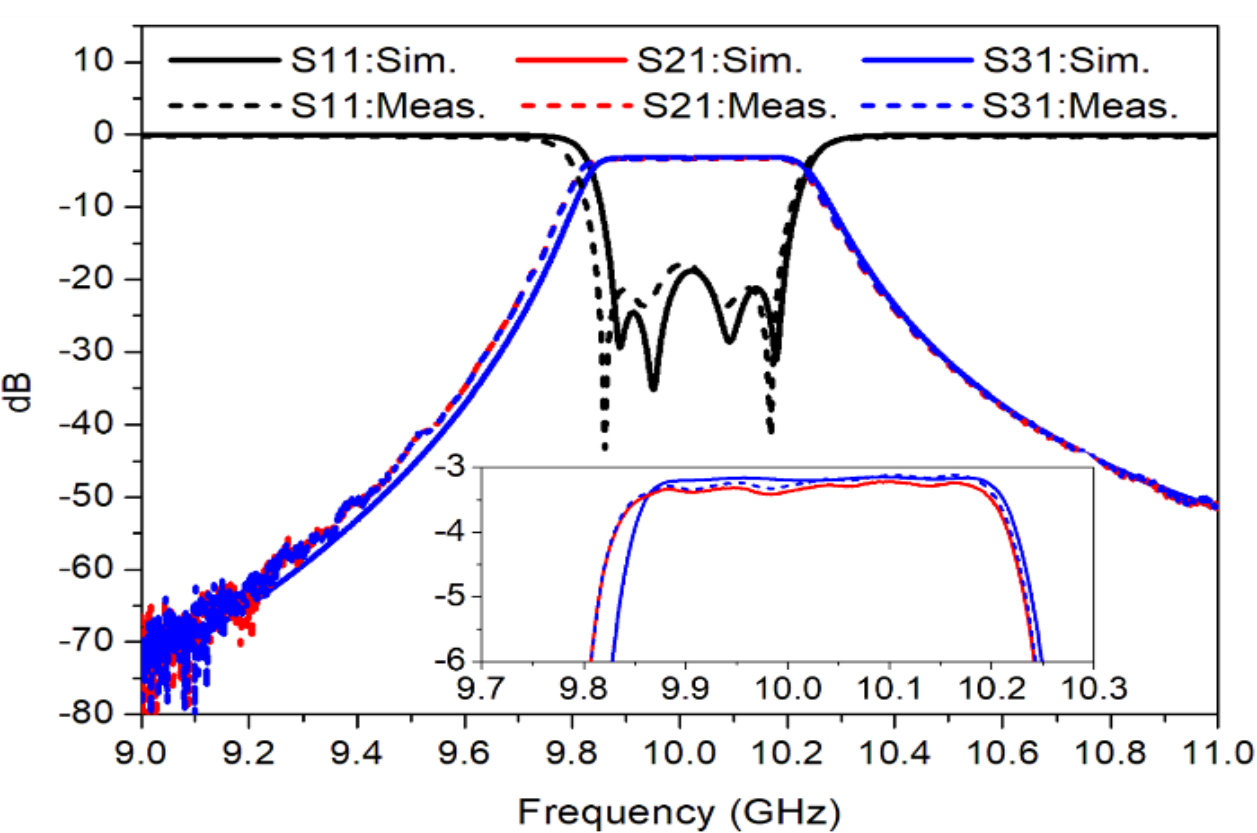 10
S11:Sim. S21:Sim. S31:Sim.
S11:Meas. S21:Meas. S31:Meas.
0
-10
-20
-30
dB
-40
-50
-60
-70
-80
-3
-4
-5
-6
9.7 9.8 9.9 10.0 10.1 10.2 10.3
9.0 9.2 9.4 9.6 9.8 10.0 10.2 10.4 10.6 10.8 11.0
Frequency (GHz)